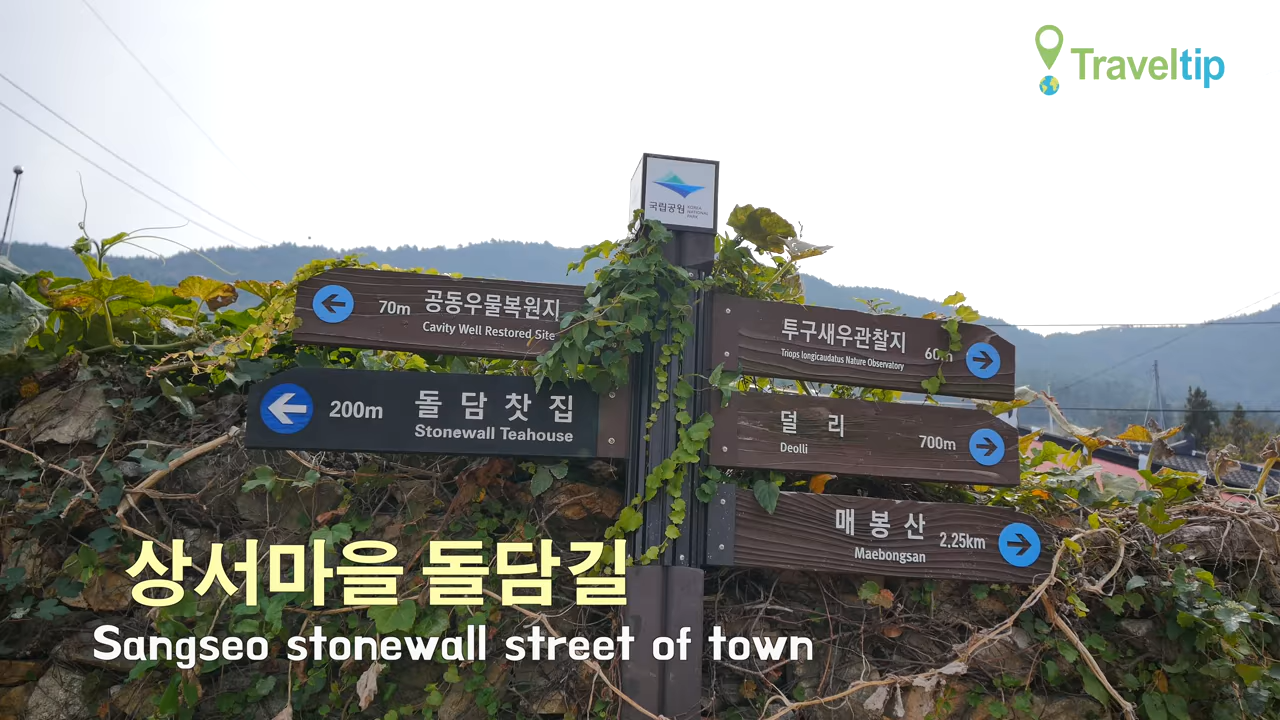 Traveltip
국립공원 KOREA NATIONAL PARK
70m 공동우물복원지
Cavity Well Restored Site
200m 돌담찻집
Stonewall Teahouse
투구새우관찰지 60m
Triops longicaudatus Nature Observatory
덜 리 700m
Deolli
매봉산 2.25km
Maebongsan
상서마을 돌담길
Sangseo stonewall street of town